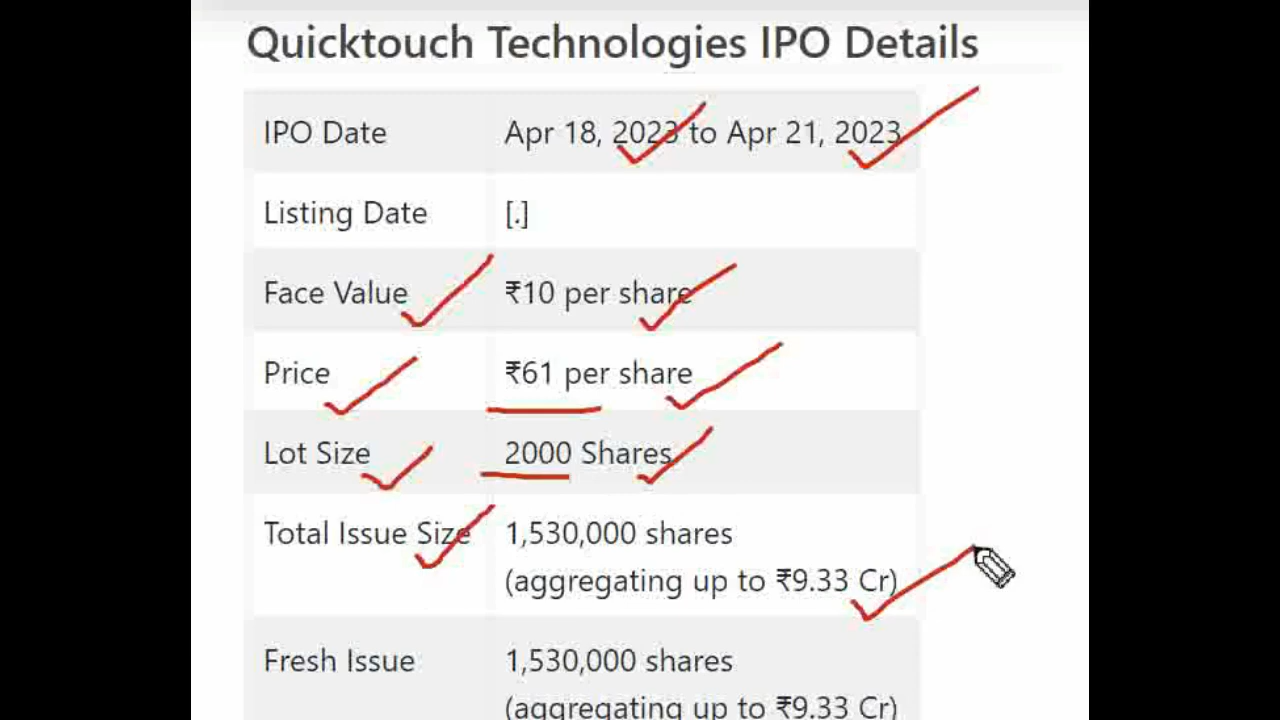 Quicktouch Technologies IPO Details
IPO Date Apr 18, 2023 to Apr 21, 2023
Listing Date [.]
Face Value ₹10 per share
Price ₹61 per share
Lot Size 2000 Shares
Total Issue Size 1,530,000 shares
(aggregating up to ₹9.33 Cr)
Fresh Issue 1,530,000 shares
(aggregating up to ₹9.33 Cr)